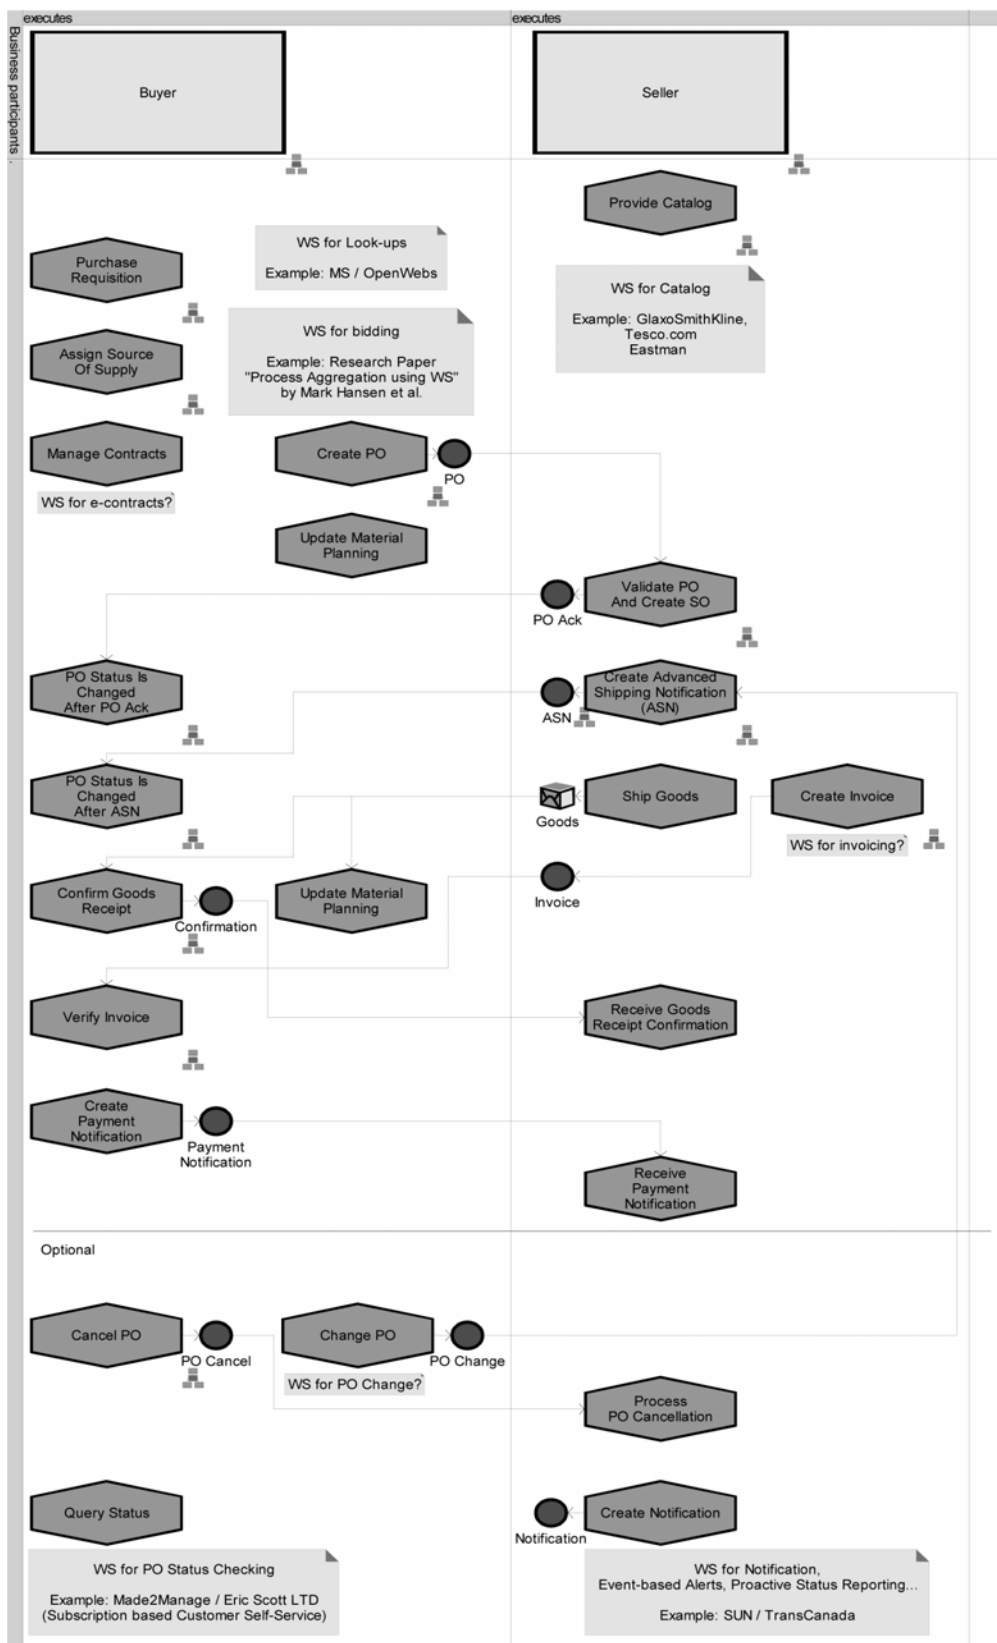 executes
executes
Business participants
Buyer
Seller
Provide Catalog
WS for Look-ups
Example: MS / OpenWebs
Purchase
Requisition
WS for Catalog
Example: GlaxoSmithKline,
Tesco.com
Eastman
WS for bidding
Example: Research Paper
"Process Aggregation using WS"
by Mark Hansen et al.
Assign Source
Of Supply
Manage Contracts
WS for e-contracts?
Create PO
PO
Update Material
Planning
Validate PO
And Create SO
PO Ack
PO Status Is
Changed
After PO Ack
Create Advanced
Shipping Notification
(ASN)
ASN
PO Status Is
Changed
After ASN
Goods
Ship Goods
Create Invoice
WS for invoicing?
Confirm Goods
Receipt
Confirmation
Update Material
Planning
Invoice
Verify Invoice
Receive Goods
Receipt Confirmation
Create
Payment
Notification
Payment
Notification
Receive
Payment
Notification
Optional
Cancel PO
PO Cancel
Change PO
PO Change
WS for PO Change?
Process
PO Cancellation
Query Status
Notification
Create Notification
WS for PO Status Checking
Example: Made2Manage / Eric Scott LTD
(Subscription based Customer Self-Service)
WS for Notification,
Event-based Alerts, Proactive Status Reporting...
Example: SUN / TransCanada